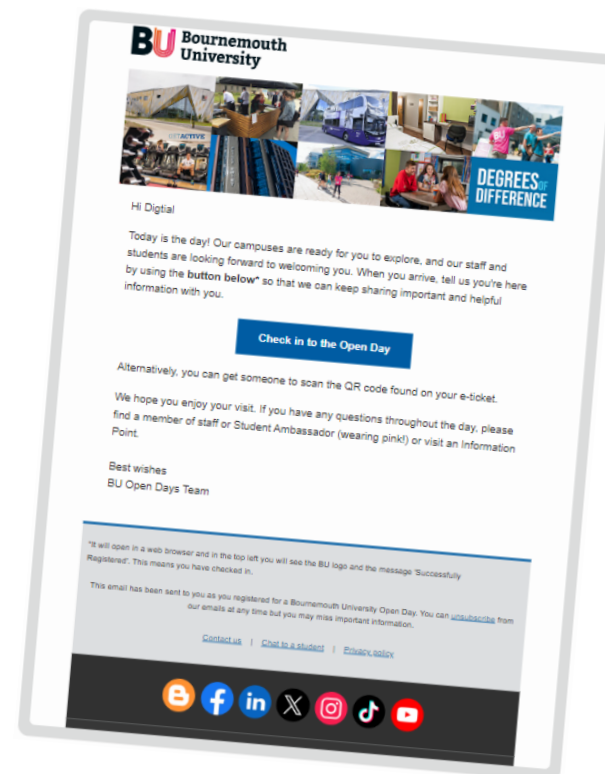 BU Bournemouth
University
GETACTIVE
BU
DEGREES OF
DIFFERENCE
Hi Digtial
Today is the day! Our campuses are ready for you to explore, and our staff and
students are looking forward to welcoming you. When you arrive, tell us you're here
by using the button below* so that we can keep sharing important and helpful
information with you.
Check in to the Open Day
Alternatively, you can get someone to scan the QR code found on your e-ticket.
We hope you enjoy your visit. If you have any questions throughout the day, please
find a member of staff or Student Ambassador (wearing pink!) or visit an Information
Point.
Best wishes
BU Open Days Team
*It will open in a web browser and in the top left you will see the BU logo and the message 'Successfully
Registered'. This means you have checked in.
This email has been sent to you as you registered for a Bournemouth University Open Day. You can unsubscribe from
our emails at any time but you may miss important information.
Contact us | Chat to a student | Privacy policy